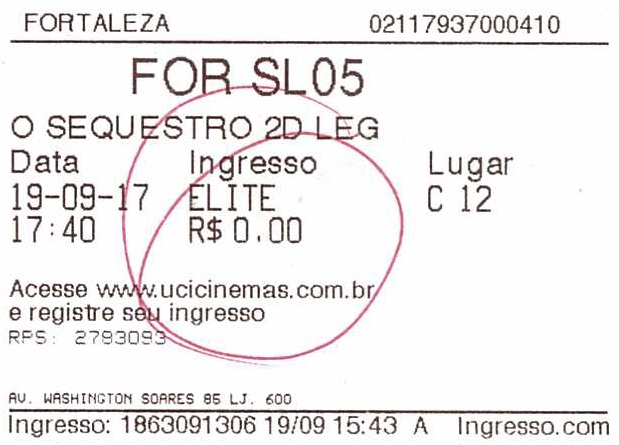 FORTALEZA 02117937000410
FOR SL05
O SEQUESTRO 2D LEG
Data Ingresso Lugar
19-09-17 ELITE C 12
17:40 R$ 0.00
Acesse www.ucicinemas.com.br
e registre seu ingresso
RPS: 2793093
AV. WASHINGTON SOARES 85 LJ. 600
Ingresso: 1863091306 19/09 15:43 A Ingresso.com